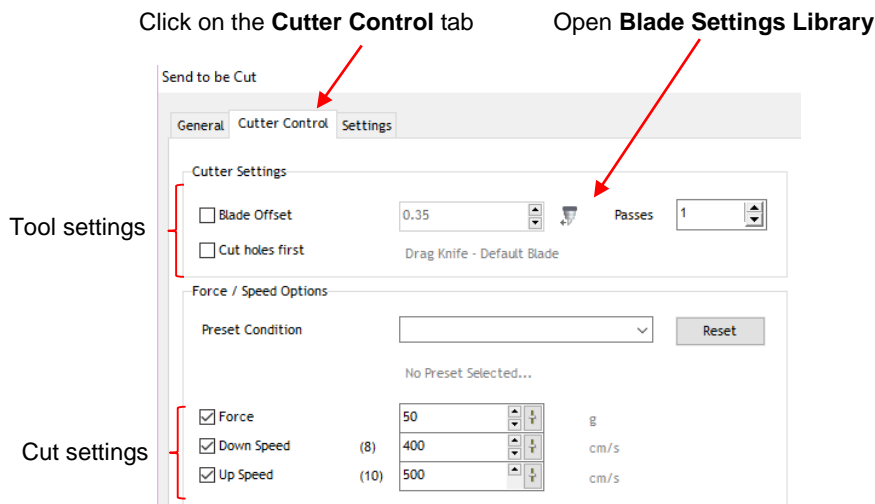 Click on the Cutter Control tab
Open Blade Settings Library
Send to be Cut
General Cutter Control Settings
Cutter Settings
Tool settings
Blade Offset 0.35 Passes 1
Cut holes first Drag Knife - Default Blade
Force / Speed Options
Preset Condition Reset
No Preset Selected...
Cut settings
Force 50 g
Down Speed (8) 400 cm/s
Up Speed (10) 500 cm/s